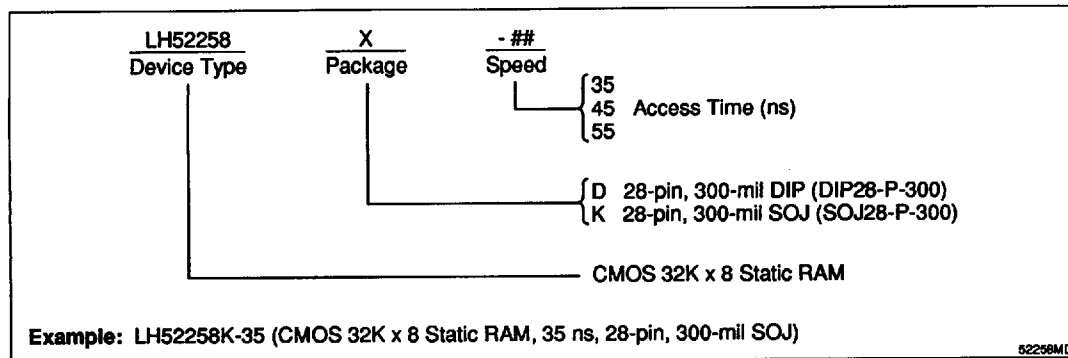 LH52258 X - ##
Device Type Package Speed
35
45 Access Time (ns)
55
D 28-pin, 300-mil DIP (DIP28-P-300)
K 28-pin, 300-mil SOJ (SOJ28-P-300)
CMOS 32K x 8 Static RAM
Example: LH52258K-35 (CMOS 32K x 8 Static RAM, 35 ns, 28-pin, 300-mil SOJ)
52258MD